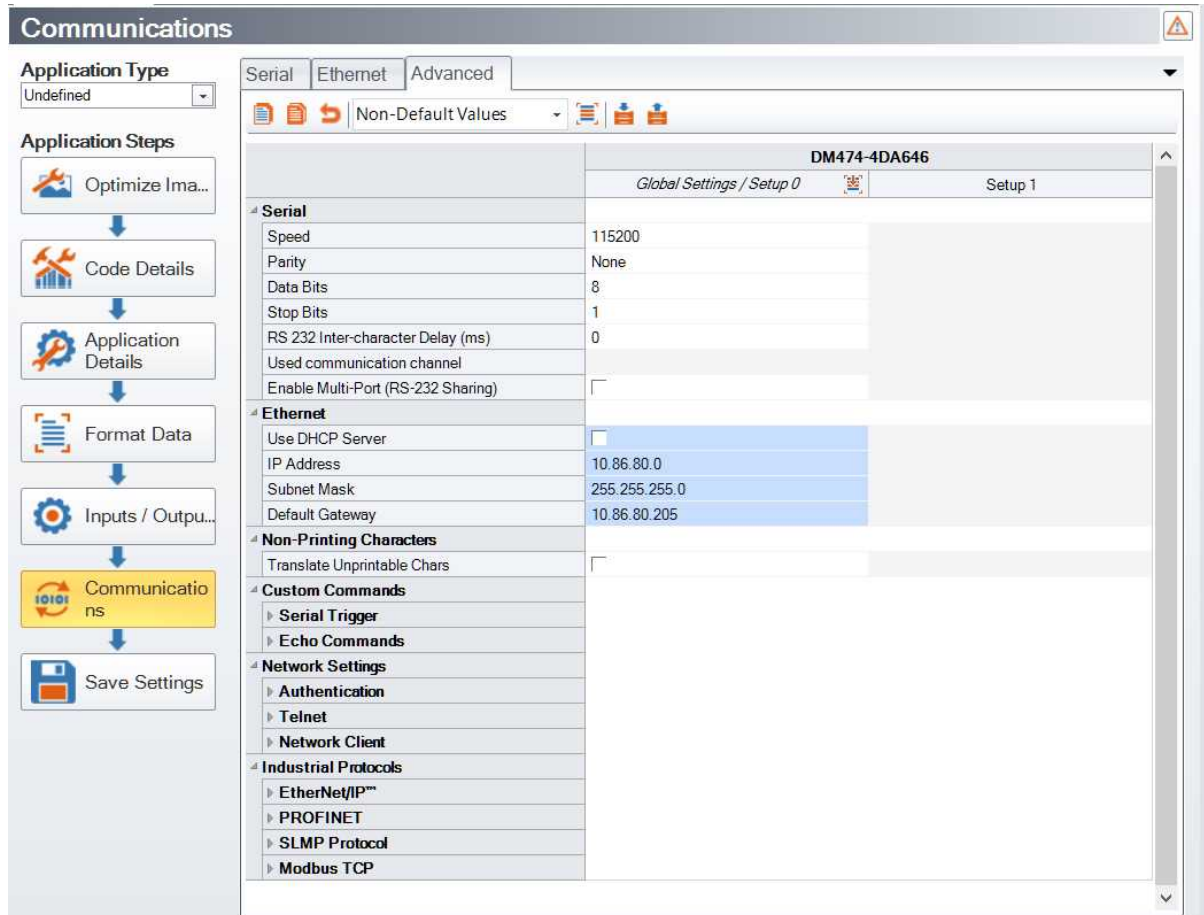 Communications
Application Type
Undefined
Application Steps
Optimize Ima...
Code Details
Application
Details
Format Data
Inputs / Outpu...
Communicatio
ns
Save Settings
Serial Ethernet Advanced
Non-Default Values
DM474-4DA646
Global Settings / Setup 0 Setup 1
Serial
Speed 115200
Parity None
Data Bits 8
Stop Bits 1
RS 232 Inter-character Delay (ms) 0
Used communication channel
Enable Multi-Port (RS-232 Sharing)
Ethernet
Use DHCP Server
IP Address 10.86.80.0
Subnet Mask 255.255.255.0
Default Gateway 10.86.80.205
Non-Printing Characters
Translate Unprintable Chars
Custom Commands
Serial Trigger
Echo Commands
Network Settings
Authentication
Telnet
Network Client
Industrial Protocols
EtherNet/IP™
PROFINET
SLMP Protocol
Modbus TCP
10101